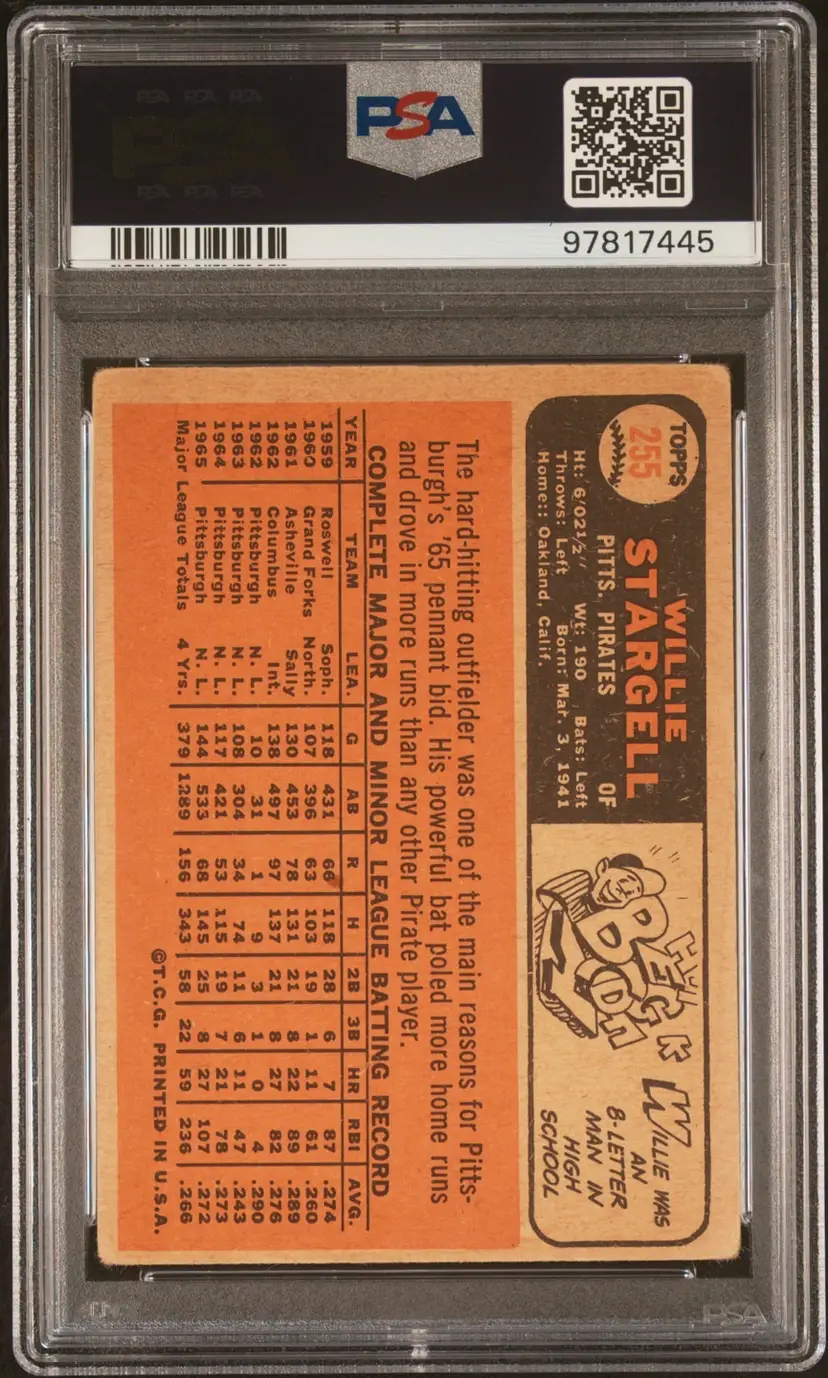 PSA PSA PSA
PSA
PSA PSA PSA
PSA
97817445
TOPPS
255
WILLIE
STARGELL
OF
PITTS. PIRATES
Ht: 6'02½" Wt: 190 Bats: Left
Throws: Left Born: Mar. 3, 1941
Home:: Oakland, Calif.
WILLIE WAS
AN
8-LETTER
MAN IN
HIGH
SCHOOL
The hard-hitting outfielder was one of the main reasons for Pitts-
burgh's '65 pennant bid. His powerful bat poled more home runs
and drove in more runs than any other Pirate player.
COMPLETE MAJOR AND MINOR LEAGUE BATTING RECORD
YEAR TEAM LEA. G AB R H 2B 3B HR RBI AVG.
1959 Roswell Soph. 118 431 66 118 28 6 7 87 .274
1960 Grand Forks North. 107 396 63 103 19 1 11 61 .260
1961 Asheville Sally 130 453 78 131 21 8 22 89 .289
1962 Columbus Int. 138 497 97 137 21 8 27 82 .276
1962 Pittsburgh N. L. 10 31 1 9 3 1 0 4 .290
1963 Pittsburgh N. L. 108 304 34 74 11 6 11 47 .243
1964 Pittsburgh N. L. 117 421 53 115 19 7 21 78 .273
1965 Pittsburgh N. L. 144 533 68 145 25 8 27 107 .272
Major League Totals 4 Yrs. 379 1289 156 343 58 22 59 236 .266
©T.C.G. PRINTED IN U.S.A.
PSA